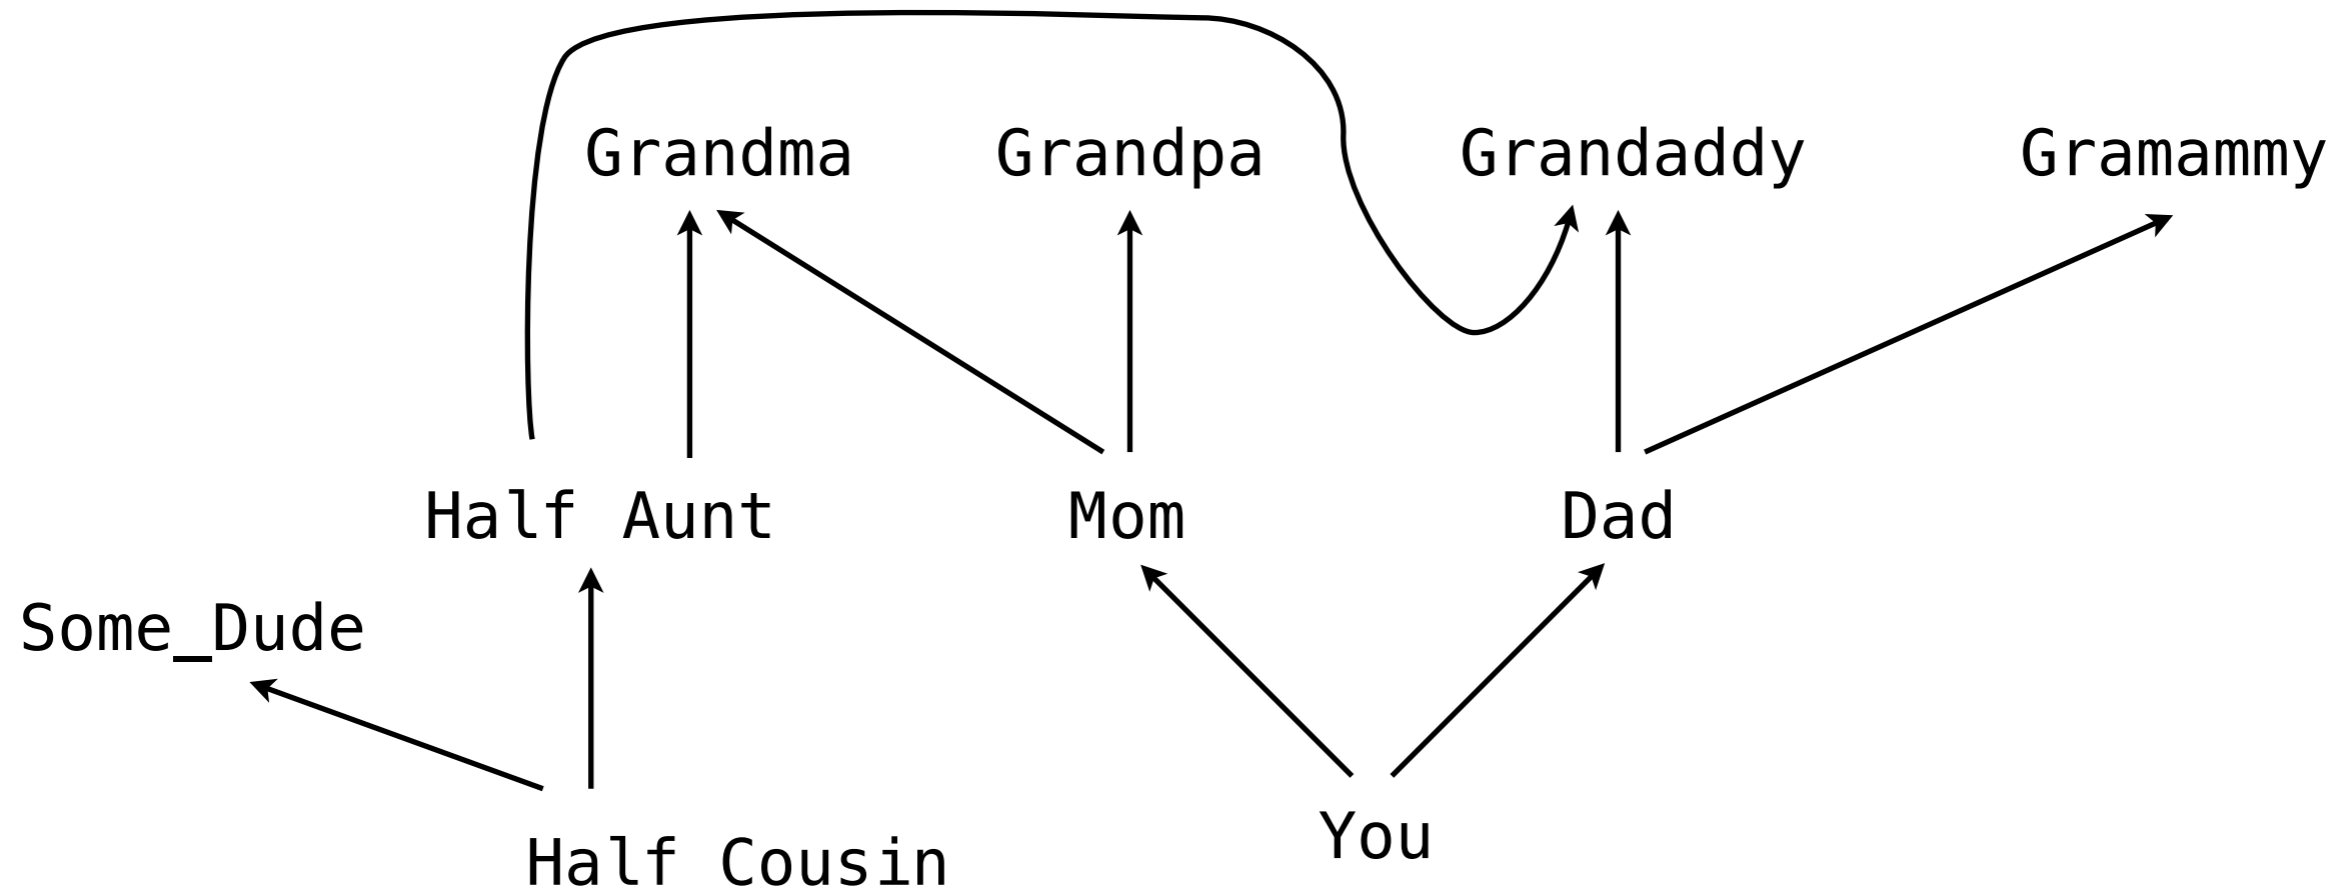 Grandma Grandpa Grandaddy Gramammy
Half Aunt Mom Dad
Some_Dude
You
Half Cousin